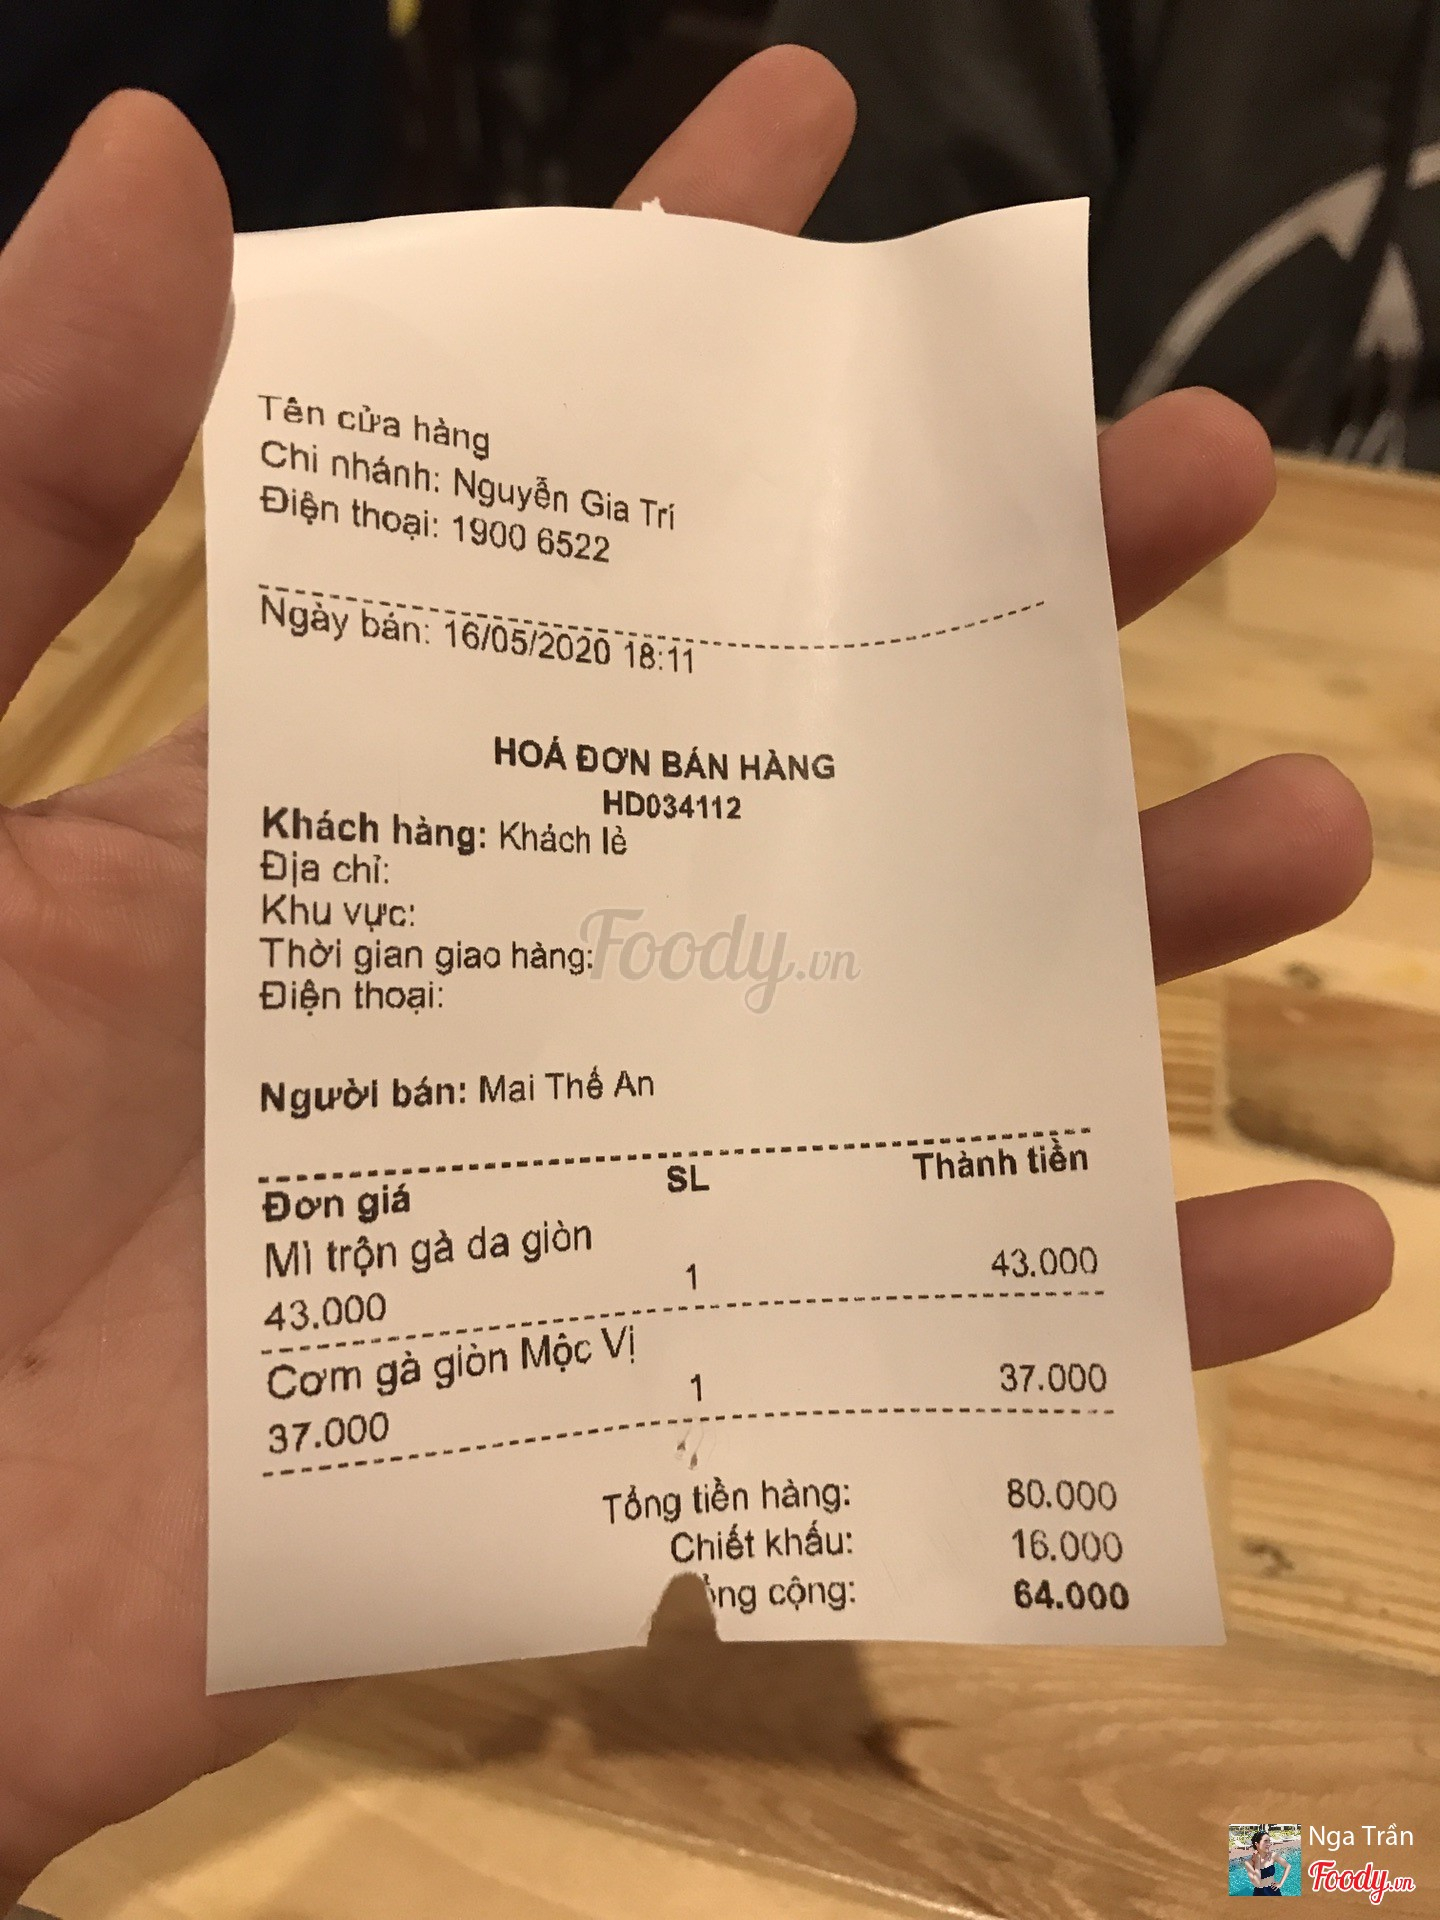 Tên cửa hàng
Chi nhánh: Nguyễn Gia Trí
Điện thoại: 1900 6522
Ngày bán: 16/05/2020 18:11
HOÁ ĐƠN BÁN HÀNG
HD034112
Khách hàng: Khách lẻ
Địa chỉ:
Khu vực:
Thời gian giao hàng:
Điện thoại:
Foody.vn
Người bán: Mai Thế An
Đơn giá SL Thành tiền
Mì trộn gà da giòn
43.000 1 43.000
Cơm gà giòn Mộc Vị
37.000 1 37.000
Tổng tiền hàng: 80.000
Chiết khấu: 16.000
cộng: 64.000
Nga Trần
Foody.vn